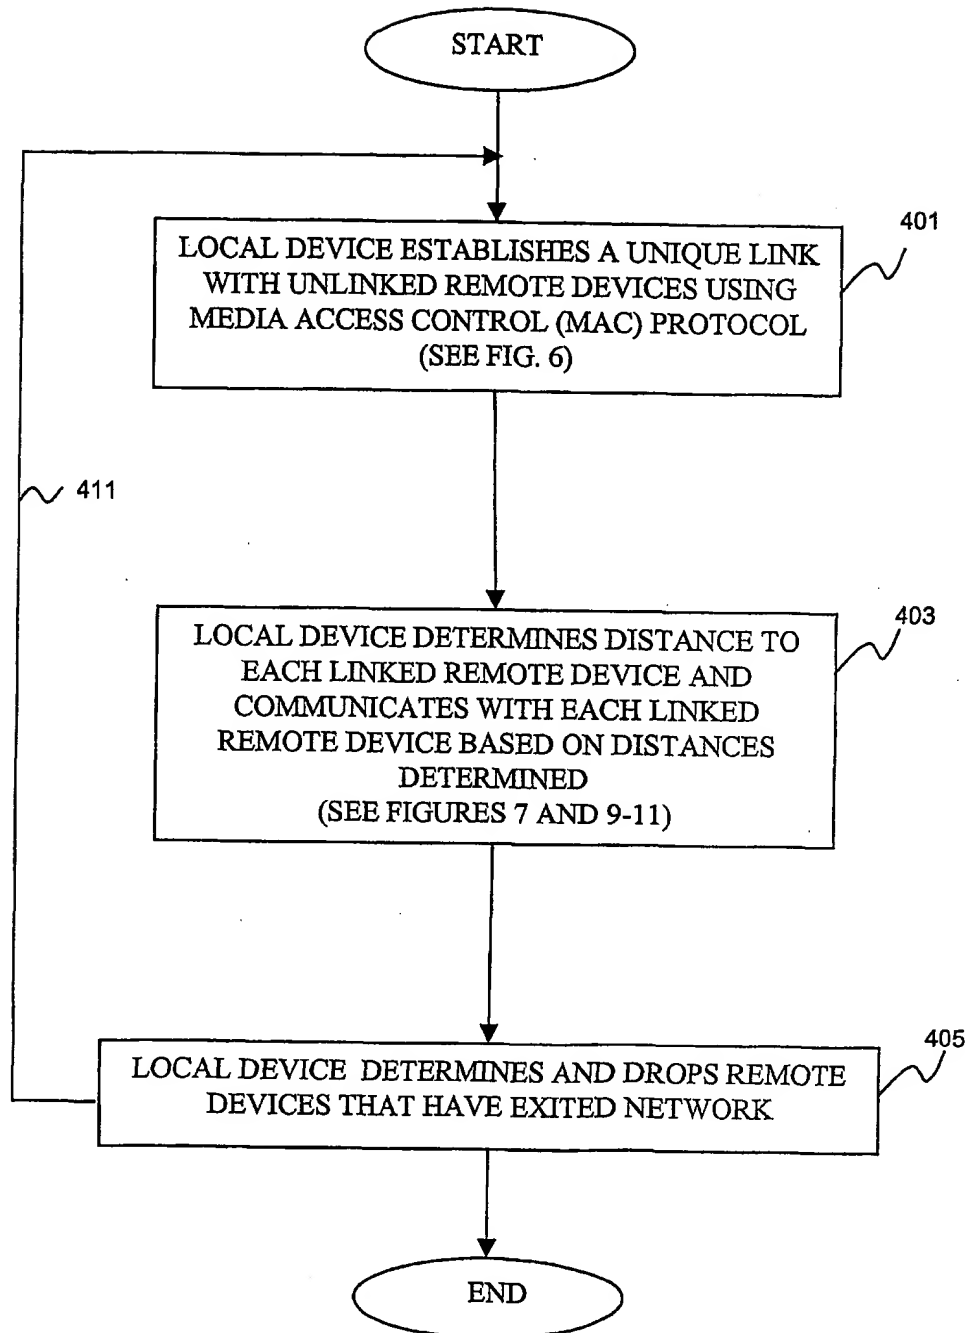 START
401
LOCAL DEVICE ESTABLISHES A UNIQUE LINK
WITH UNLINKED REMOTE DEVICES USING
MEDIA ACCESS CONTROL (MAC) PROTOCOL
(SEE FIG. 6)
411
403
LOCAL DEVICE DETERMINES DISTANCE TO
EACH LINKED REMOTE DEVICE AND
COMMUNICATES WITH EACH LINKED
REMOTE DEVICE BASED ON DISTANCES
DETERMINED
(SEE FIGURES 7 AND 9-11)
405
LOCAL DEVICE DETERMINES AND DROPS REMOTE
DEVICES THAT HAVE EXITED NETWORK
END